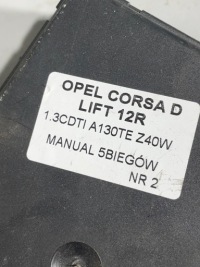 OPEL CORSA D
LIFT 12R
1.3CDTI A130TE Z40W
MANUAL 5BIEGÓW
NR 2